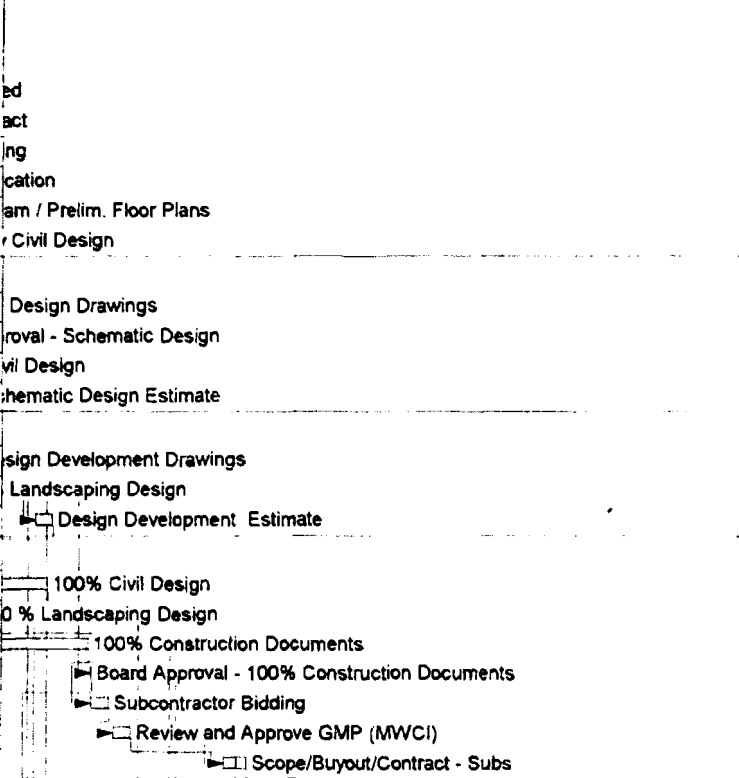 ed
act
ing
cation
am / Prelim. Floor Plans
Civil Design
Design Drawings
roval - Schematic Design
vil Design
hematic Design Estimate
sign Development Drawings
Landscaping Design
Design Development Estimate
100% Civil Design
0 % Landscaping Design
100% Construction Documents
Board Approval - 100% Construction Documents
Subcontractor Bidding
Review and Approve GMP (MWCI)
Scope/Buyout/Contract - Subs